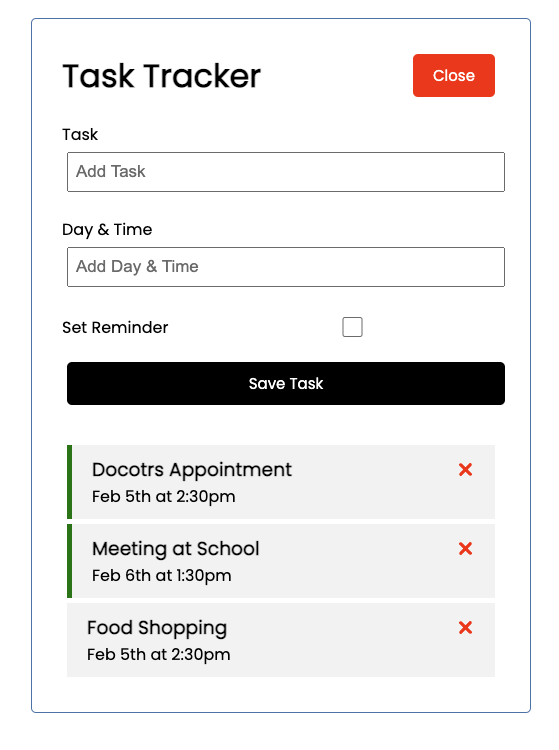 Task Tracker
Close
Task
Add Task
Day & Time
Add Day & Time
Set Reminder
Save Task
Docotrs Appointment
Feb 5th at 2:30pm
Meeting at School
Feb 6th at 1:30pm
Food Shopping
Feb 5th at 2:30pm